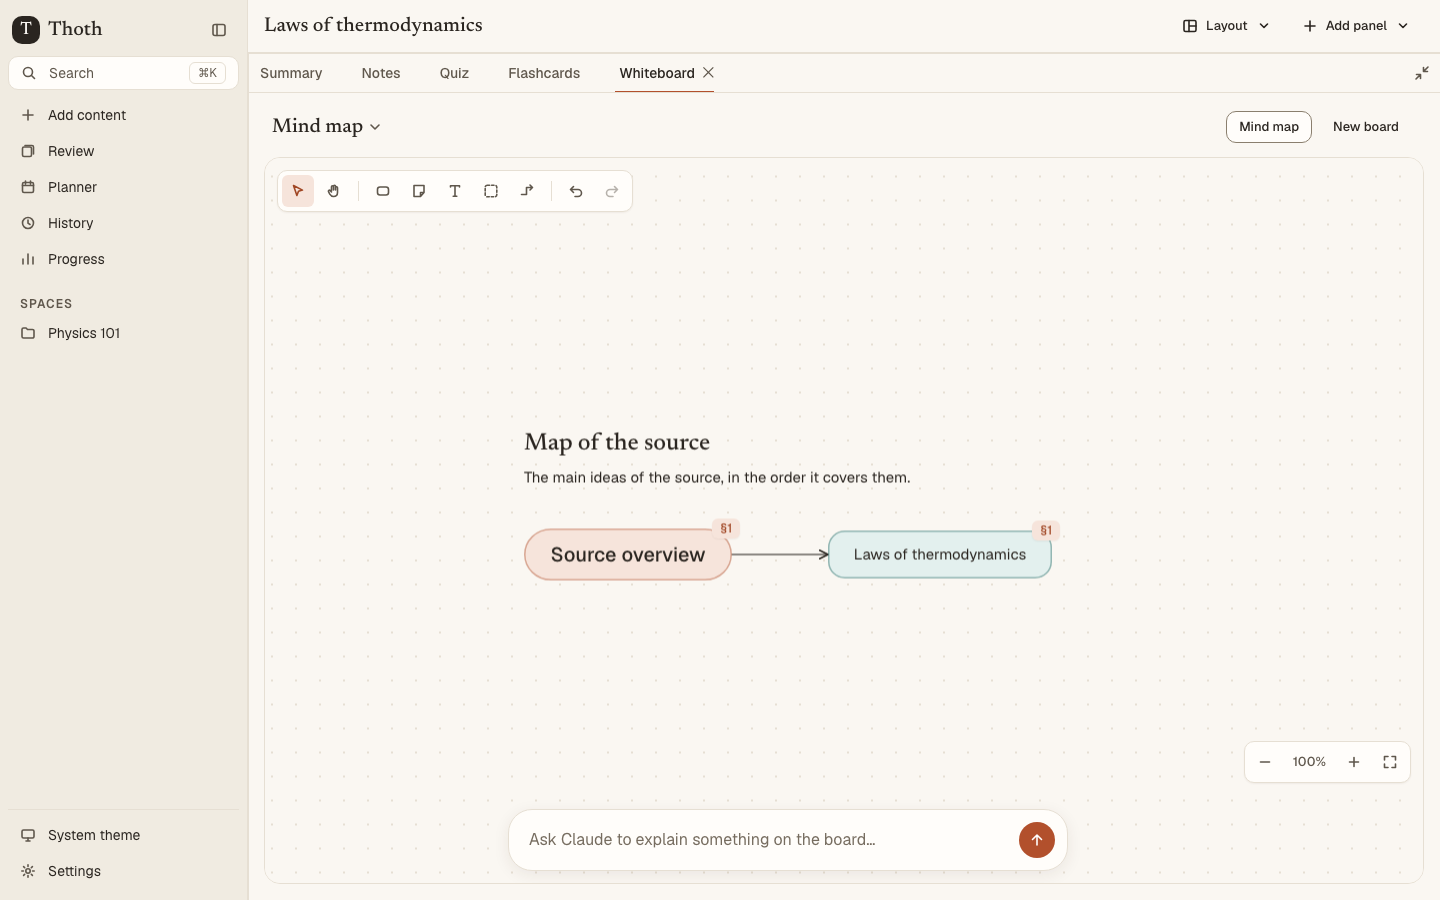 T Thoth
Laws of thermodynamics
Layout
Add panel
Search ⌘K
Summary
Notes
Quiz
Flashcards
Whiteboard
Add content
Review
Planner
History
Progress
SPACES
Physics 101
Mind map
Mind map
New board
T
Map of the source
The main ideas of the source, in the order it covers them.
§1
Source overview
§1
Laws of thermodynamics
100%
Ask Claude to explain something on the board...
System theme
Settings